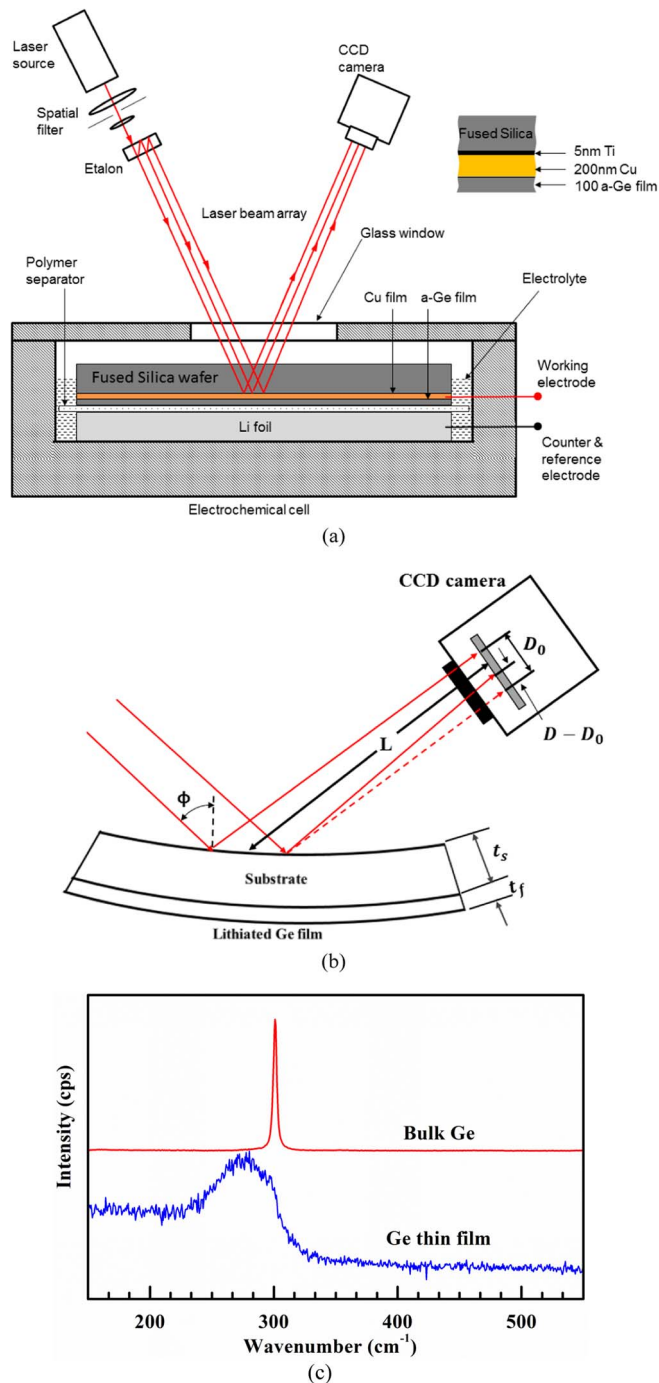 Laser
source
Spatial
filter
Etalon
Laser beam array
CCD
camera
Fused Silica
5nm Ti
200nm Cu
100 a-Ge film
Glass window
Polymer
separator
Cu film
a-Ge film
Electrolyte
Fused Silica wafer
Working
electrode
Li foil
Counter &
reference
electrode
Electrochemical cell
(a)
CCD camera
D₀
D − D₀
L
ϕ
tₛ
Substrate
t_f
Lithiated Ge film
(b)
Intensity (cps)
Bulk Ge
Ge thin film
200
300
400
500
Wavenumber (cm⁻¹)
(c)